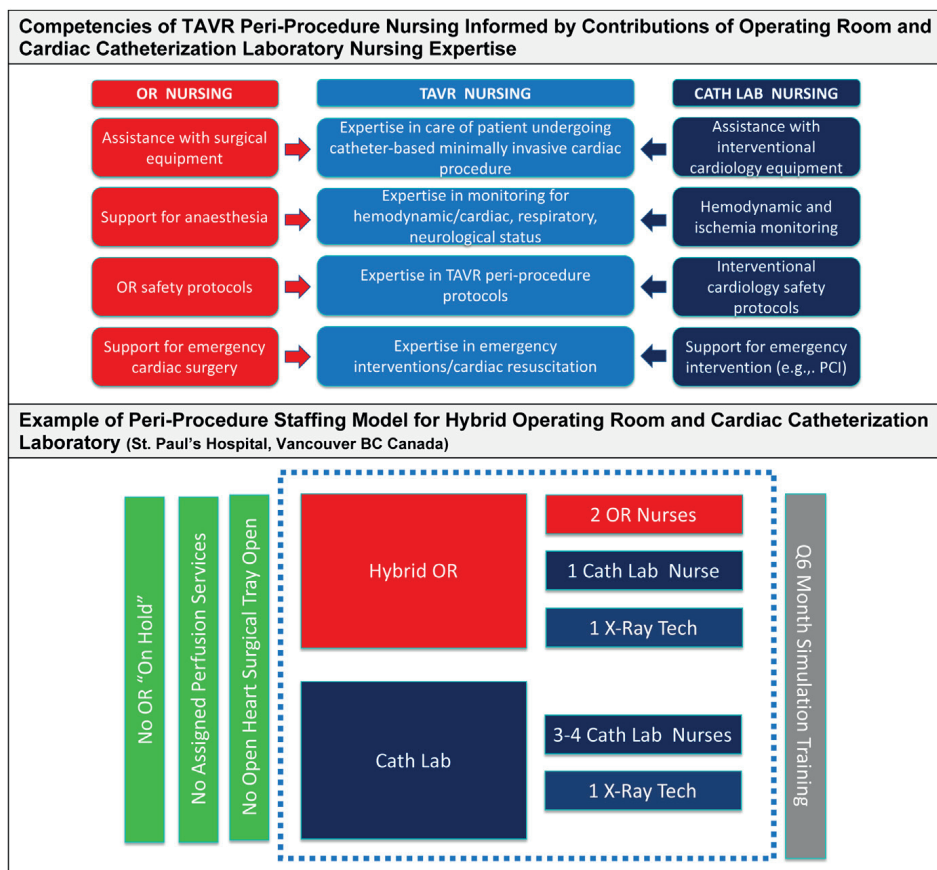 Competencies of TAVR Peri-Procedure Nursing Informed by Contributions of Operating Room and
Cardiac Catheterization Laboratory Nursing Expertise
OR NURSING
TAVR NURSING
CATH LAB NURSING
Assistance with surgical
equipment
Expertise in care of patient undergoing
catheter-based minimally invasive cardiac
procedure
Assistance with
interventional
cardiology equipment
Support for anaesthesia
Expertise in monitoring for
hemodynamic/cardiac, respiratory,
neurological status
Hemodynamic and
ischemia monitoring
OR safety protocols
Expertise in TAVR peri-procedure
protocols
Interventional
cardiology safety
protocols
Support for emergency
cardiac surgery
Expertise in emergency
interventions/cardiac resuscitation
Support for emergency
intervention (e.g,. PCI)
Example of Peri-Procedure Staffing Model for Hybrid Operating Room and Cardiac Catheterization
Laboratory (St. Paul's Hospital, Vancouver BC Canada)
No OR "On Hold"
No Assigned Perfusion Services
No Open Heart Surgical Tray Open
Hybrid OR
2 OR Nurses
1 Cath Lab Nurse
1 X-Ray Tech
Cath Lab
3-4 Cath Lab Nurses
1 X-Ray Tech
Q6 Month Simulation Training